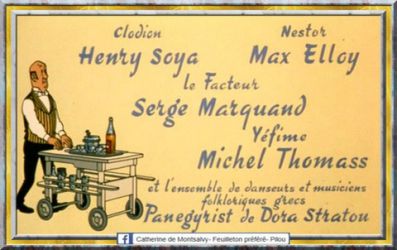 Clodion Nestor
Henry Soya Max Elloy
le Facteur
Serge Marquand
Yéfime
Michel Thomass
et l'ensemble de danseurs et musiciens
folkloriques grecs
Panegyrist de Dora Stratou
f Catherine de Montsalvy- Feuilleton préféré- Pilou